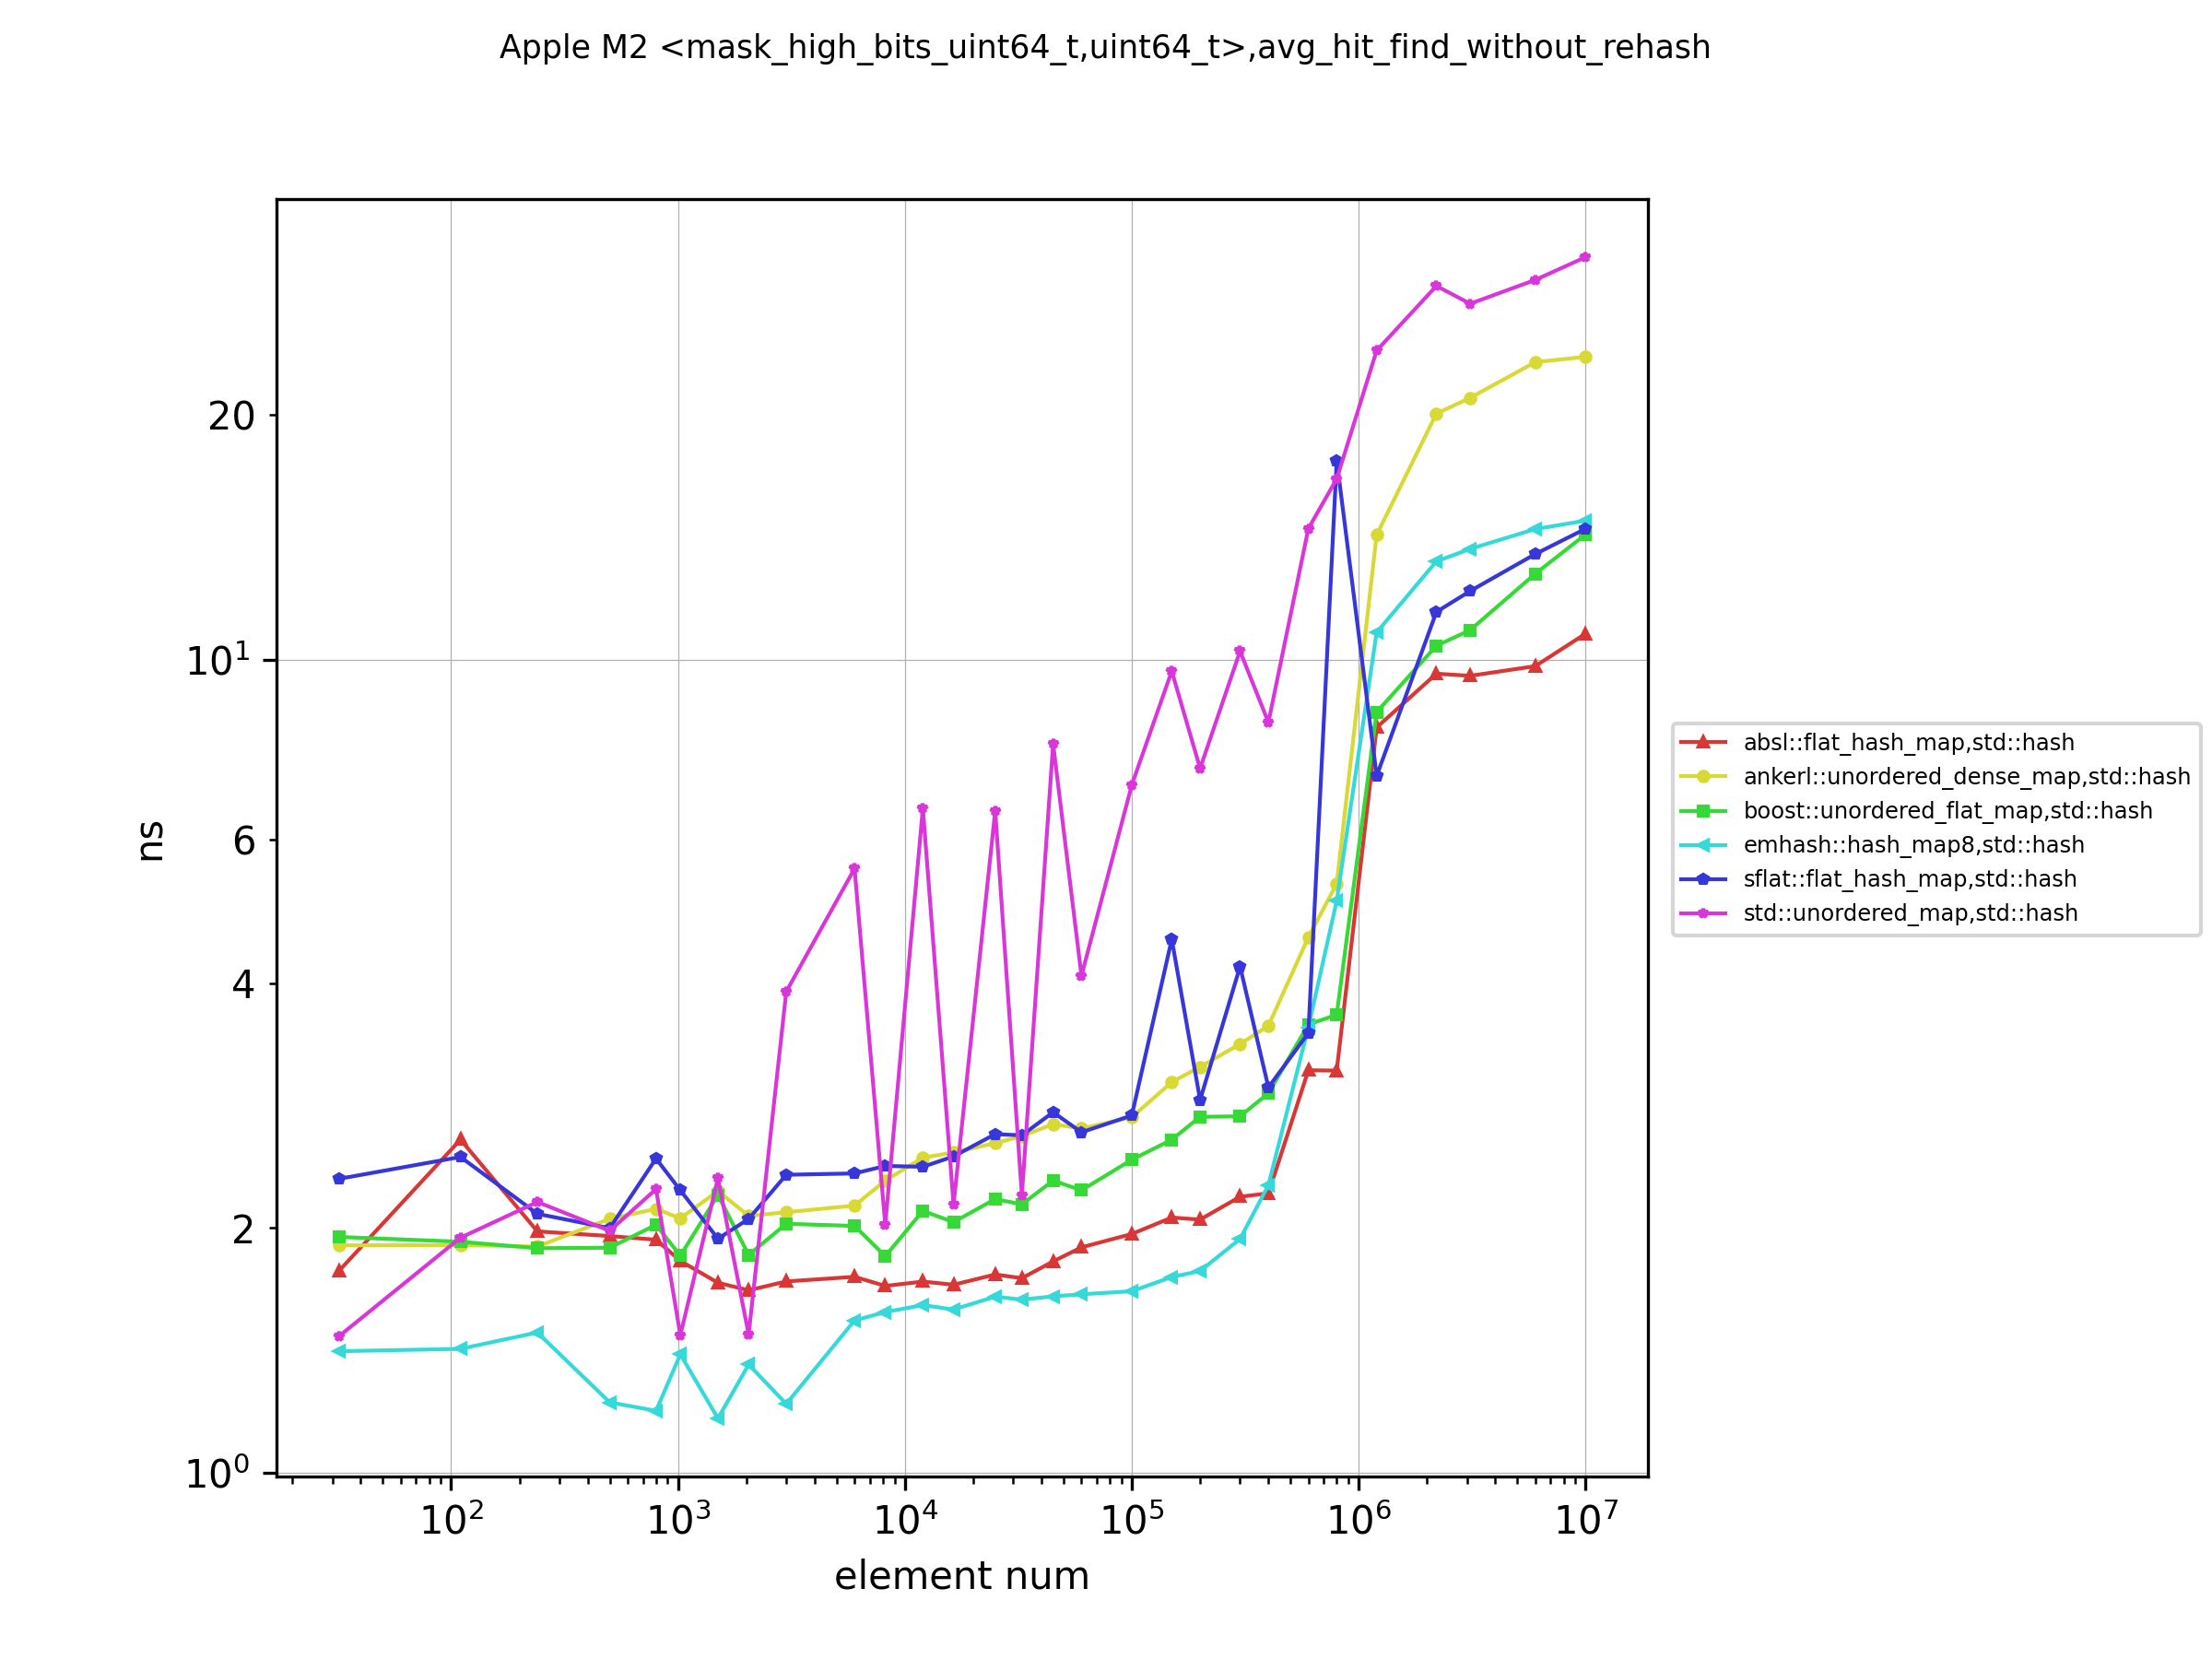 Apple M2 <mask_high_bits_uint64_t,uint64_t>,avg_hit_find_without_rehash
20
10¹
6
4
2
10⁰
ns
10²
10³
10⁴
10⁵
10⁶
10⁷
element num
absl::flat_hash_map,std::hash
ankerl::unordered_dense_map,std::hash
boost::unordered_flat_map,std::hash
emhash::hash_map8,std::hash
sflat::flat_hash_map,std::hash
std::unordered_map,std::hash